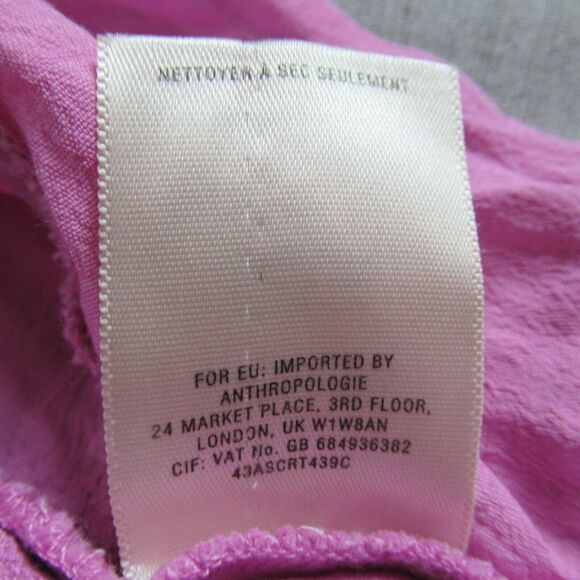 NETTOYER A SEC SEULEMENT
FOR EU: IMPORTED BY
ANTHROPOLOGIE
24 MARKET PLACE, 3RD FLOOR,
LONDON, UK W1W8AN
CIF: VAT No. GB 684936382
43ASCRT439C